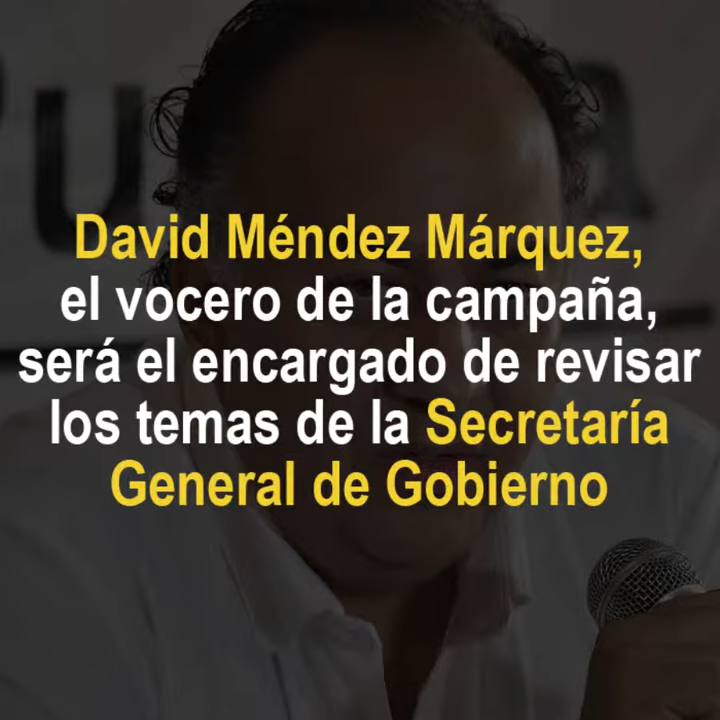 David Méndez Márquez,
el vocero de la campaña,
será el encargado de revisar
los temas de la Secretaría
General de Gobierno